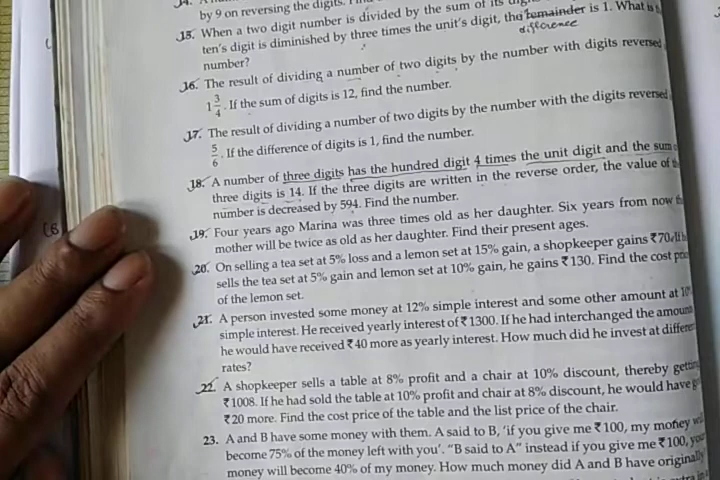 by 9 on reversing the digits.
15. When a two digit number is divided by the sum of its
ten's digit is diminished by three times the unit's digit, the remainder is 1. What is
difference
number?
16. The result of dividing a number of two digits by the number with digits reversed
1 3/4. If the sum of digits is 12, find the number.
17. The result of dividing a number of two digits by the number with the digits reversed
5/6. If the difference of digits is 1, find the number.
18. A number of three digits has the hundred digit 4 times the unit digit and the sum
three digits is 14. If the three digits are written in the reverse order, the value of
number is decreased by 594. Find the number.
19. Four years ago Marina was three times old as her daughter. Six years from now
mother will be twice as old as her daughter. Find their present ages.
20. On selling a tea set at 5% loss and a lemon set at 15% gain, a shopkeeper gains ₹70. If
sells the tea set at 5% gain and lemon set at 10% gain, he gains ₹130. Find the cost
of the lemon set.
21. A person invested some money at 12% simple interest and some other amount at
simple interest. He received yearly interest of ₹1300. If he had interchanged the
he would have received ₹40 more as yearly interest. How much did he invest at
rates?
22. A shopkeeper sells a table at 8% profit and a chair at 10% discount, thereby
₹1008. If he had sold the table at 10% profit and chair at 8% discount, he would have
₹20 more. Find the cost price of the table and the list price of the chair.
23. A and B have some money with them. A said to B, 'if you give me ₹100, my money
become 75% of the money left with you'. "B said to A" instead if you give me ₹100,
money will become 40% of my money. How much money did A and B have originally